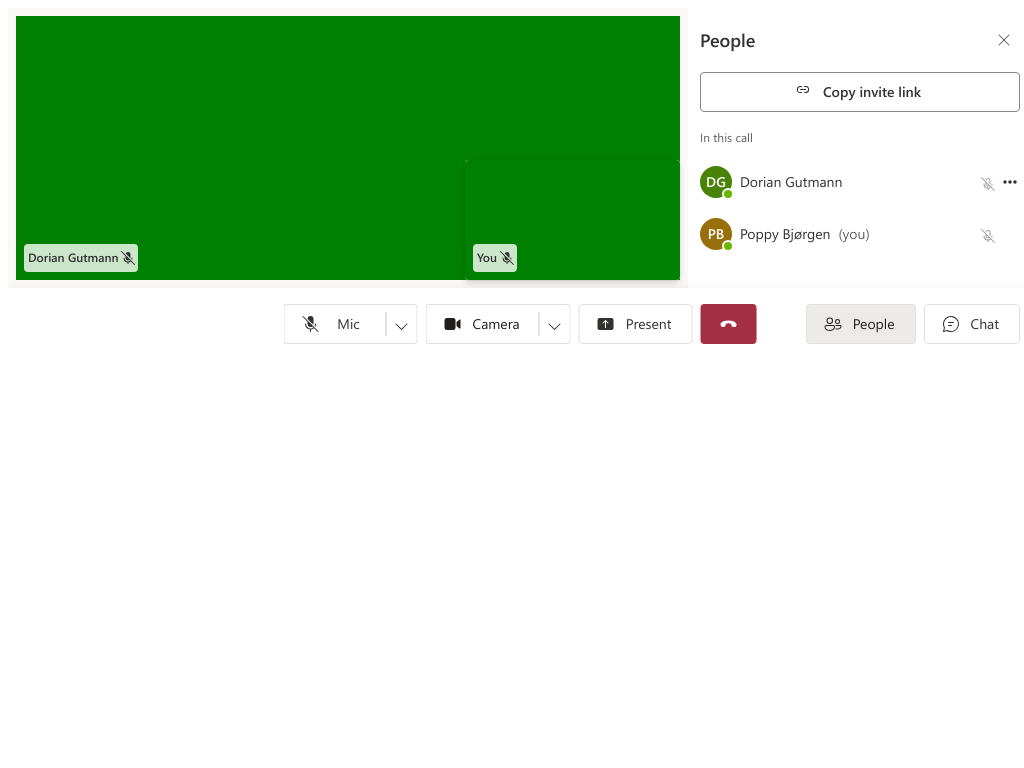 People
Copy invite link
In this call
DG Dorian Gutmann
PB Poppy Bjørgen (you)
Dorian Gutmann
You
Mic
Camera
Present
People
Chat